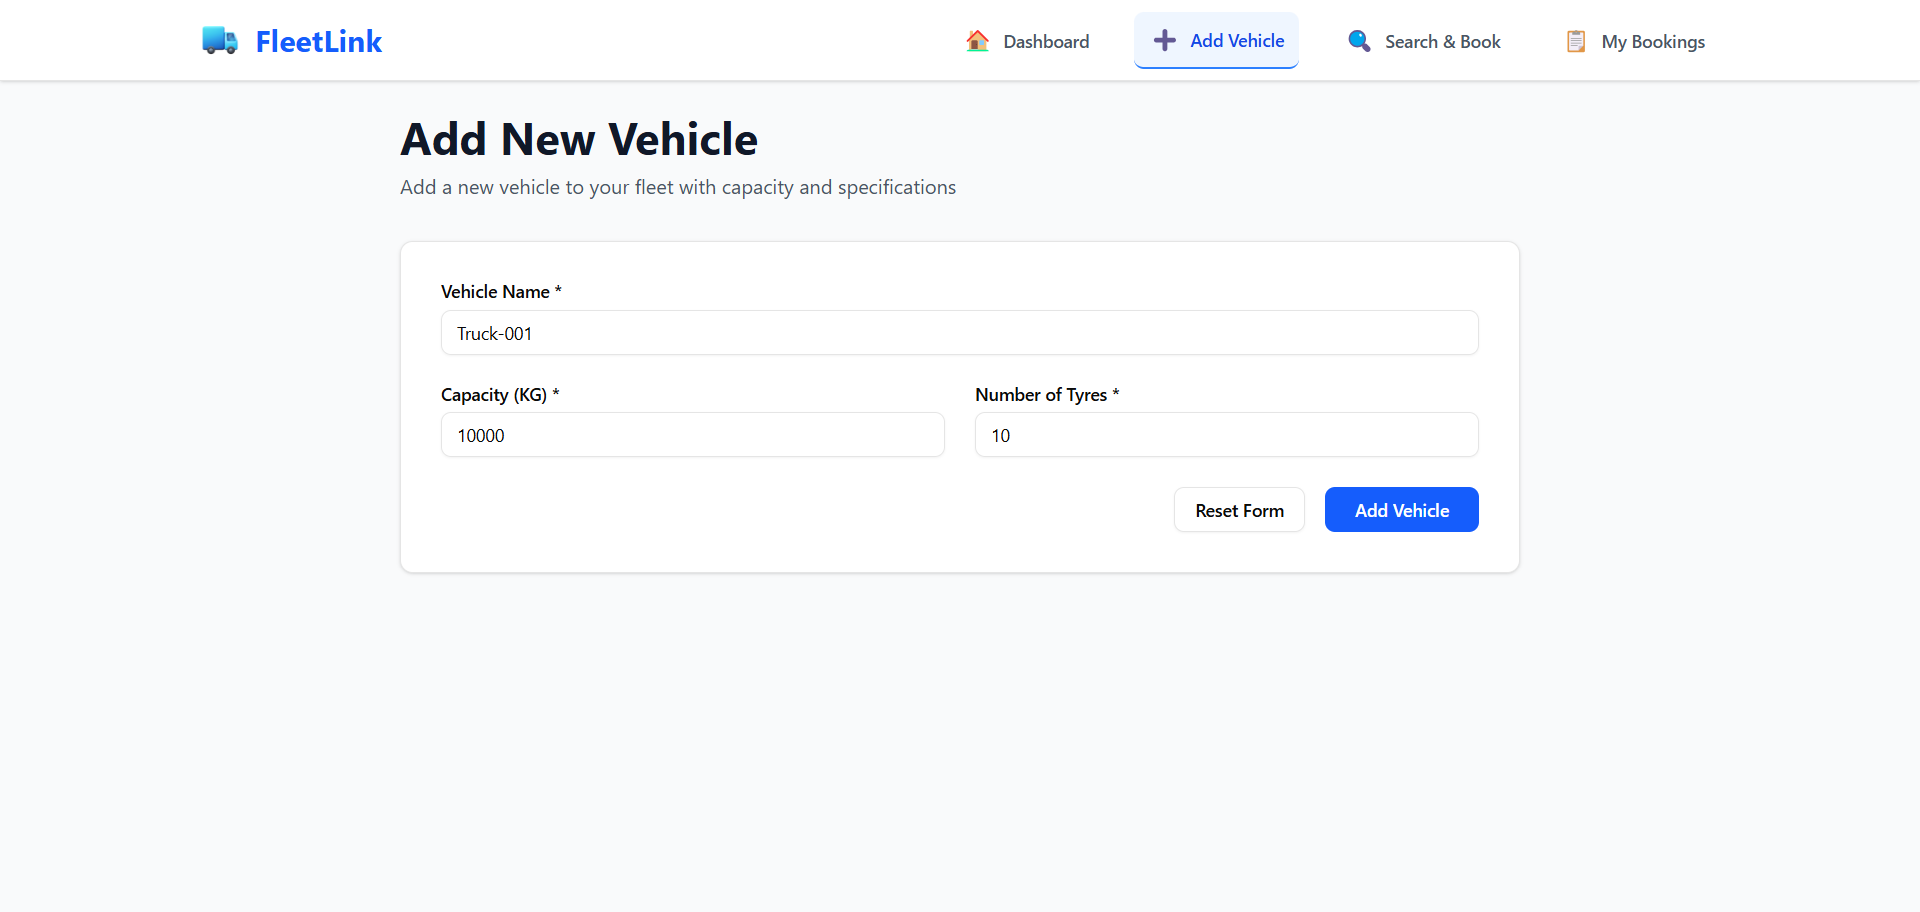 FleetLink
Dashboard
Add Vehicle
Search & Book
My Bookings
Add New Vehicle
Add a new vehicle to your fleet with capacity and specifications
Vehicle Name *
Truck-001
Capacity (KG) *
Number of Tyres *
10000
10
Reset Form
Add Vehicle